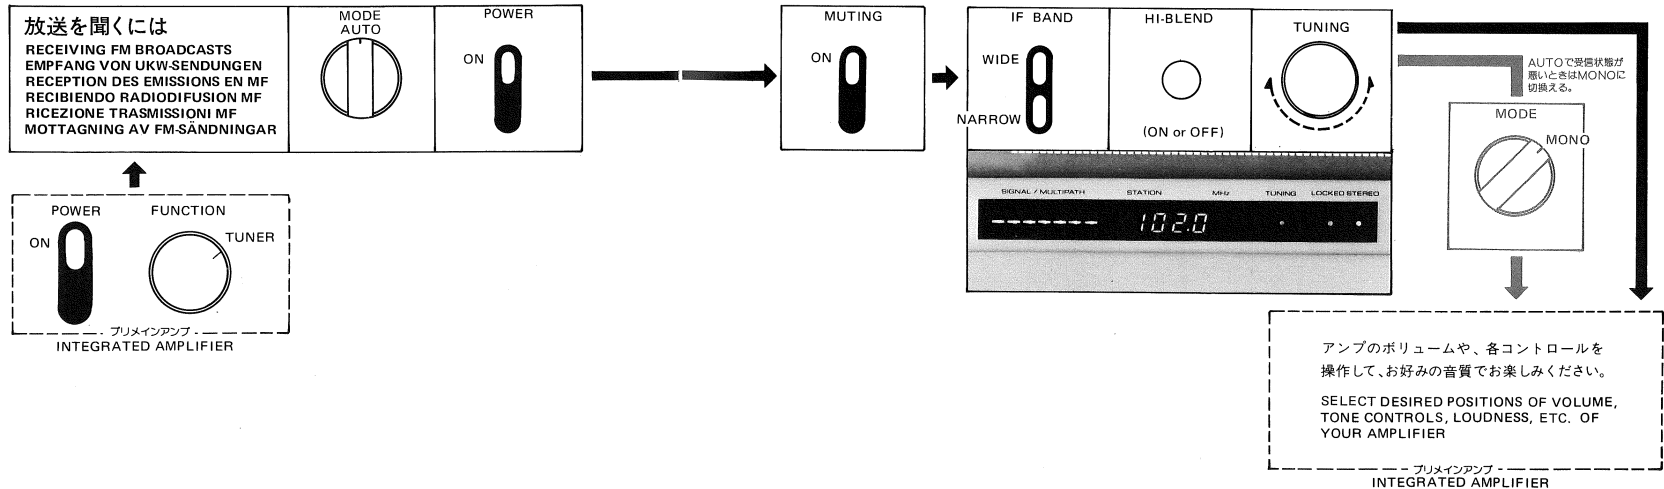 放送を聞くには
RECEIVING FM BROADCASTS
EMPFANG VON UKW-SENDUNGEN
RECEPTION DES EMISSIONS EN MF
RECIBIENDO RADIODIFUSION MF
RICEZIONE TRASMISSIONI MF
MOTTAGNING AV FM-SÄNDNINGAR
MODE
AUTO
POWER
ON
POWER
ON
FUNCTION
TUNER
プリメインアンプ
INTEGRATED AMPLIFIER
MUTING
ON
IF BAND
WIDE
NARROW
HI-BLEND
(ON or OFF)
TUNING
SIGNAL / MULTIPATH
STATION
MHz
TUNING
LOCKED STEREO
102.0
AUTOで受信状態が
悪いときはMONOに
切換える。
MODE
MONO
アンプのボリュームや、各コントロールを
操作して、お好みの音質でお楽しみください。
SELECT DESIRED POSITIONS OF VOLUME,
TONE CONTROLS, LOUDNESS, ETC. OF
YOUR AMPLIFIER
プリメインアンプ
INTEGRATED AMPLIFIER